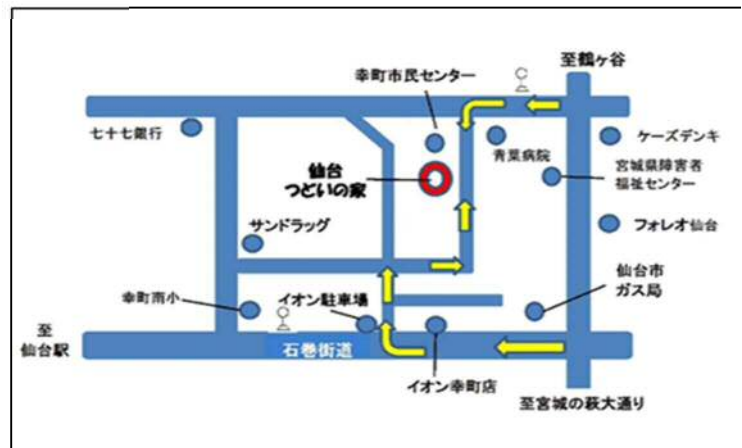 至鶴ヶ谷
幸町市民センター
七十七銀行
青葉病院
ケーズデンキ
宮城県障害者
福祉センター
仙台
つどいの家
サンドラッグ
フォレオ仙台
仙台市
ガス局
幸町南小
イオン駐車場
至
仙台駅
石巻街道
イオン幸町店
至宮城の萩大通り